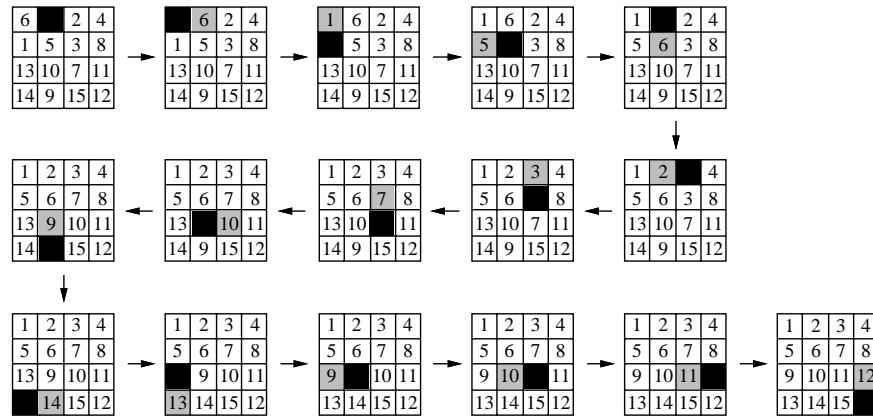 6 2 4 6 2 4 1 6 2 4 1 6 2 4 1 2 4
1 5 3 8 1 5 3 8 5 3 8 5 3 8 5 6 3 8
13 10 7 11 13 10 7 11 13 10 7 11 13 10 7 11 13 10 7 11
14 9 15 12 14 9 15 12 14 9 15 12 14 9 15 12 14 9 15 12
1 2 3 4 1 2 3 4 1 2 3 4 1 2 3 4 1 2 4
5 6 7 8 5 6 7 8 5 6 7 8 5 6 8 5 6 3 8
13 9 10 11 13 10 11 13 10 11 13 10 7 11 13 10 7 11
14 15 12 14 9 15 12 14 9 15 12 14 9 15 12 14 9 15 12
1 2 3 4 1 2 3 4 1 2 3 4 1 2 3 4 1 2 3 4 1 2 3 4
5 6 7 8 5 6 7 8 5 6 7 8 5 6 7 8 5 6 7 8 5 6 7 8
13 9 10 11 9 10 11 9 10 11 9 10 11 9 10 11 9 10 11 12
14 15 12 13 14 15 12 13 14 15 12 13 14 15 12 13 14 15 12 13 14 15